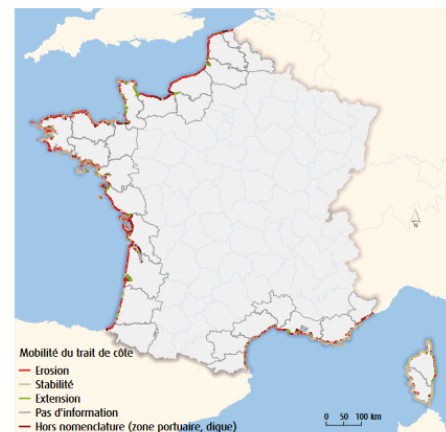 N
Mobilité du trait de côte
Erosion
Stabilité
Extension
Pas d'information
Hors nomenclature (zone portuaire, digue)
0 50 100 km